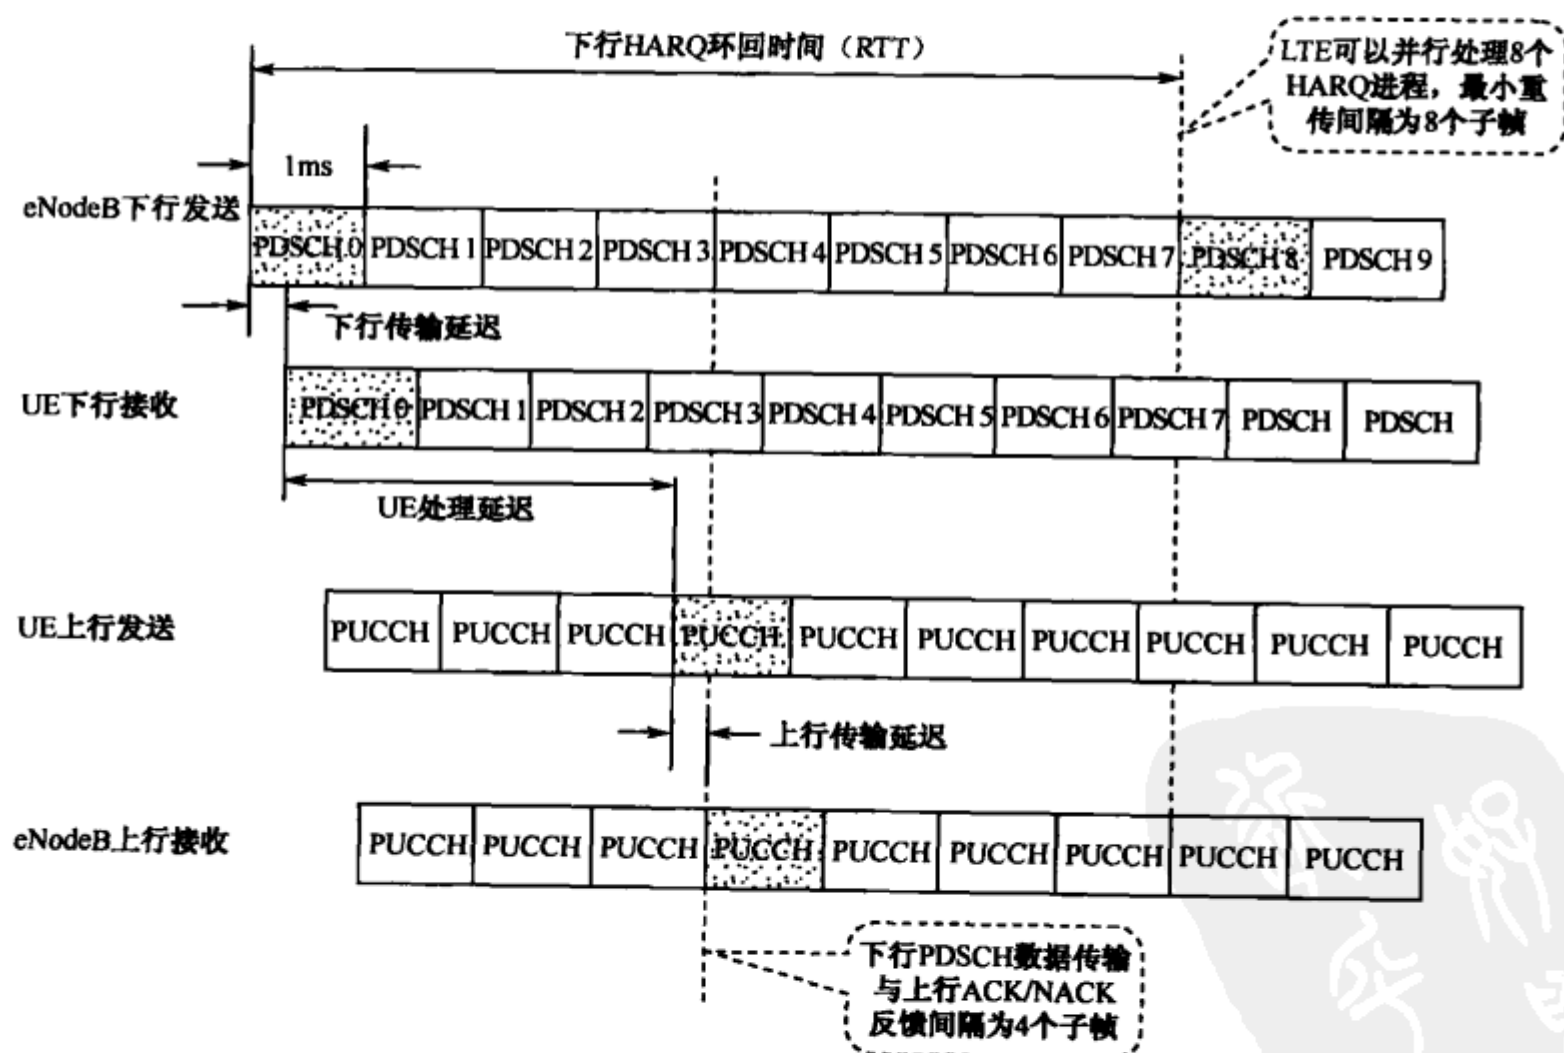 下行HARQ环回时间（RTT）
LTE可以并行处理8个
HARQ进程，最小重
传间隔为8个子帧
1ms
eNodeB下行发送
PDSCH 0 PDSCH 1 PDSCH 2 PDSCH 3 PDSCH 4 PDSCH 5 PDSCH 6 PDSCH 7 PDSCH 8 PDSCH 9
下行传输延迟
UE下行接收
PDSCH 0 PDSCH 1 PDSCH 2 PDSCH 3 PDSCH 4 PDSCH 5 PDSCH 6 PDSCH 7 PDSCH PDSCH
UE处理延迟
UE上行发送
PUCCH PUCCH PUCCH PUCCH PUCCH PUCCH PUCCH PUCCH PUCCH PUCCH
上行传输延迟
eNodeB上行接收
PUCCH PUCCH PUCCH PUCCH PUCCH PUCCH PUCCH PUCCH PUCCH
下行PDSCH数据传输
与上行ACK/NACK
反馈间隔为4个子帧